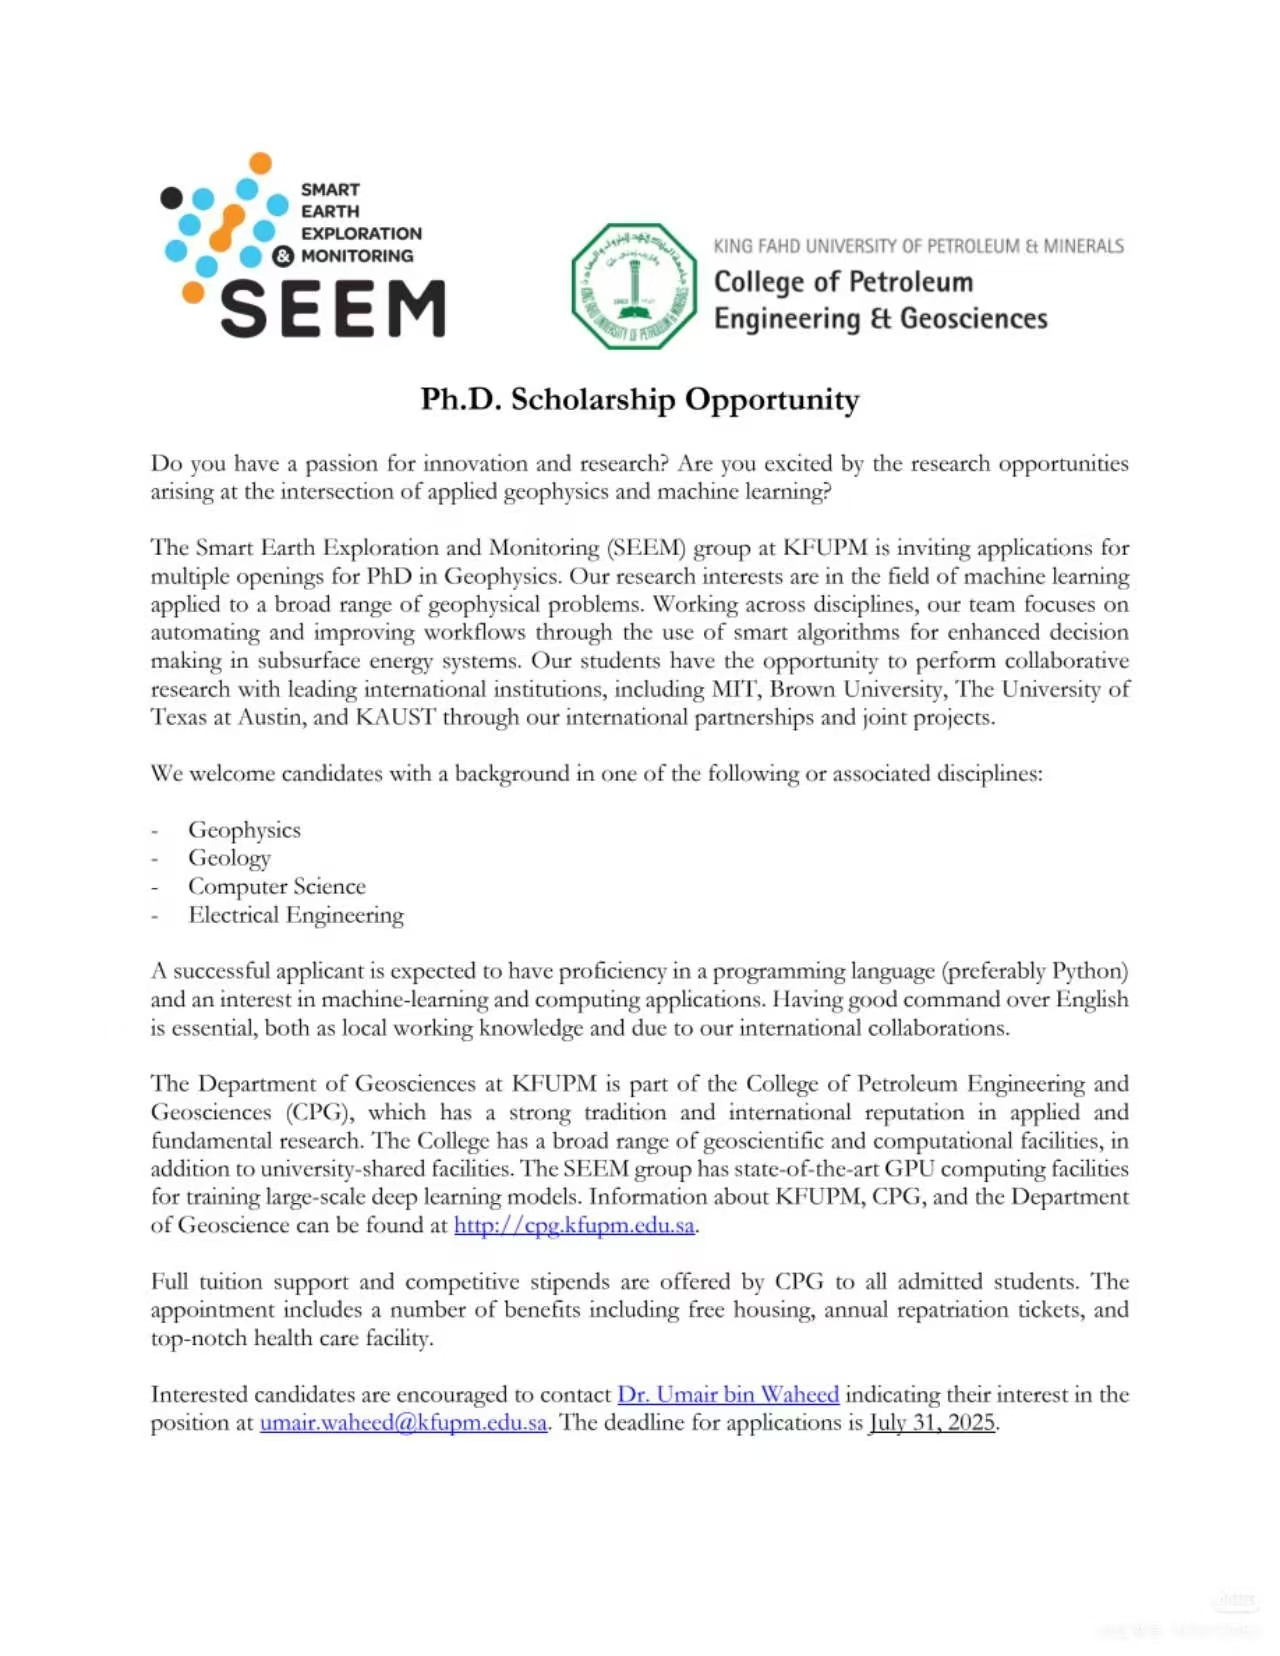 SMART
EARTH
EXPLORATION
& MONITORING
SEEM
KING FAHD UNIVERSITY OF PETROLEUM & MINERALS
College of Petroleum
Engineering & Geosciences
Ph.D. Scholarship Opportunity
Do you have a passion for innovation and research? Are you excited by the research opportunities
arising at the intersection of applied geophysics and machine learning?
The Smart Earth Exploration and Monitoring (SEEM) group at KFUPM is inviting applications for
multiple openings for PhD in Geophysics. Our research interests are in the field of machine learning
applied to a broad range of geophysical problems. Working across disciplines, our team focuses on
automating and improving workflows through the use of smart algorithms for enhanced decision
making in subsurface energy systems. Our students have the opportunity to perform collaborative
research with leading international institutions, including MIT, Brown University, The University of
Texas at Austin, and KAUST through our international partnerships and joint projects.
We welcome candidates with a background in one of the following or associated disciplines:
- Geophysics
- Geology
- Computer Science
- Electrical Engineering
A successful applicant is expected to have proficiency in a programming language (preferably Python)
and an interest in machine-learning and computing applications. Having good command over English
is essential, both as local working knowledge and due to our international collaborations.
The Department of Geosciences at KFUPM is part of the College of Petroleum Engineering and
Geosciences (CPG), which has a strong tradition and international reputation in applied and
fundamental research. The College has a broad range of geoscientific and computational facilities, in
addition to university-shared facilities. The SEEM group has state-of-the-art GPU computing facilities
for training large-scale deep learning models. Information about KFUPM, CPG, and the Department
of Geoscience can be found at http://cpg.kfupm.edu.sa.
Full tuition support and competitive stipends are offered by CPG to all admitted students. The
appointment includes a number of benefits including free housing, annual repatriation tickets, and
top-notch health care facility.
Interested candidates are encouraged to contact Dr. Umair bin Waheed indicating their interest in the
position at umair.waheed@kfupm.edu.sa. The deadline for applications is July 31, 2025.